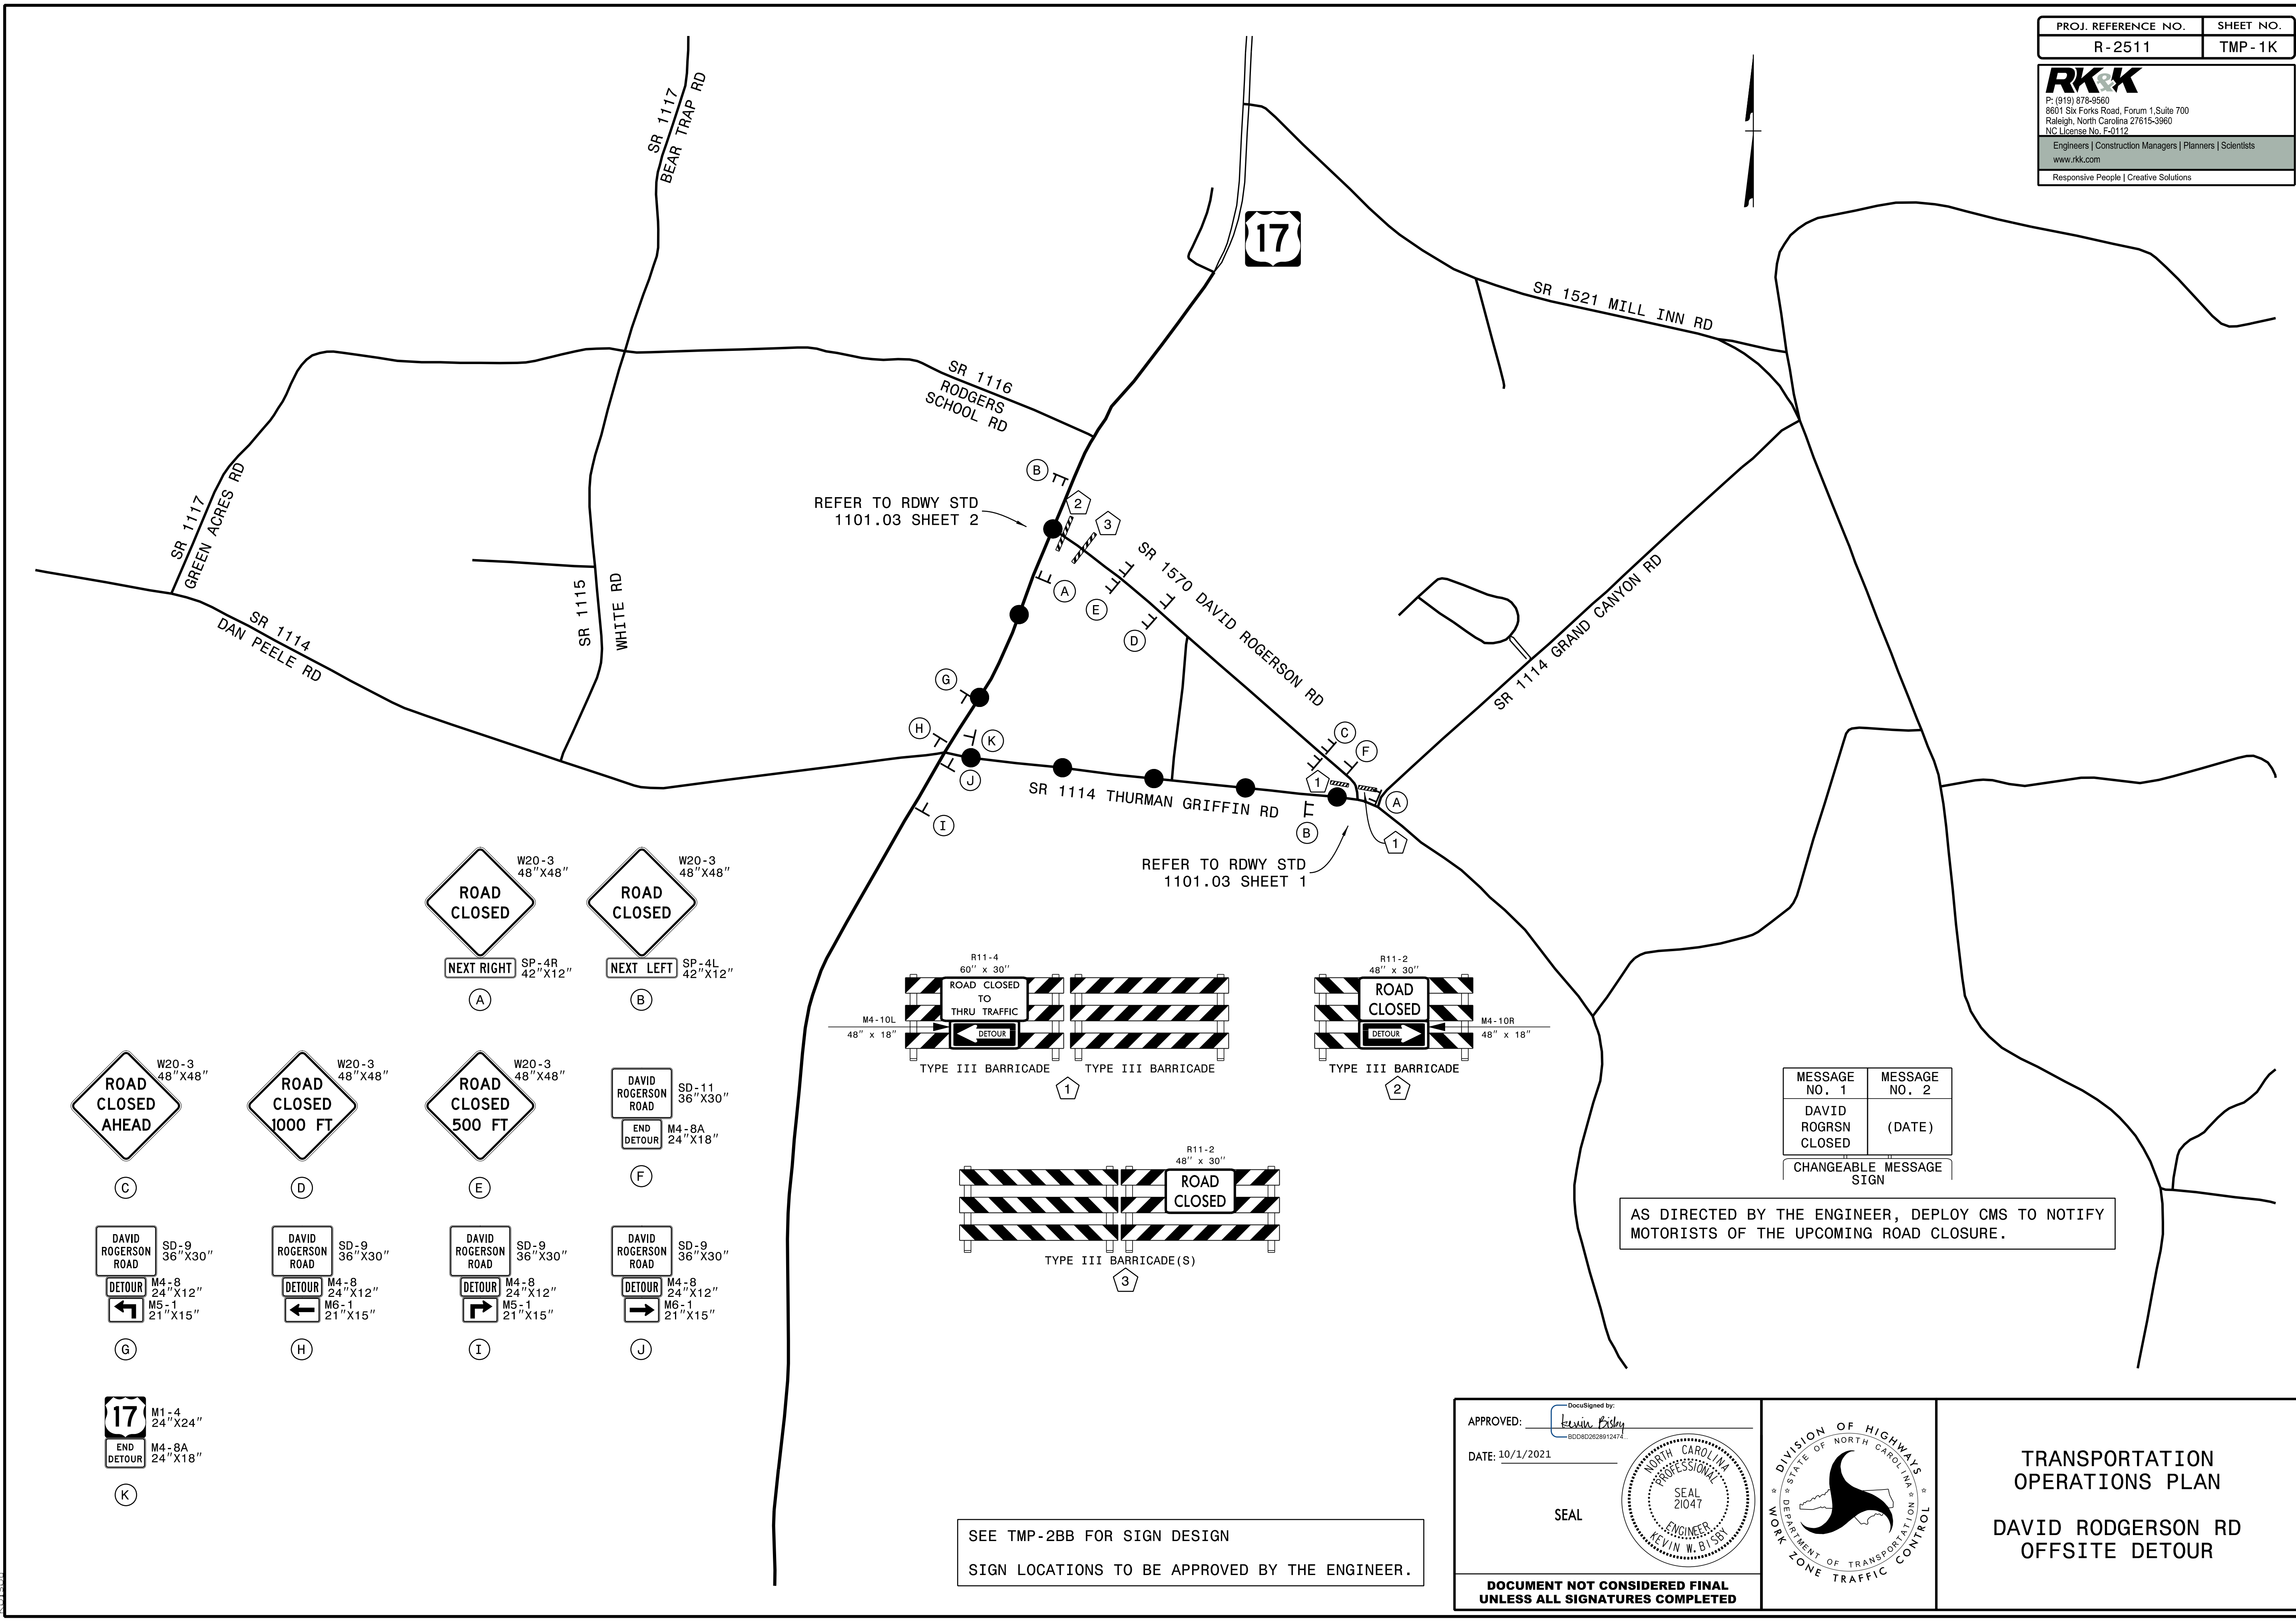 PROJ. REFERENCE NO.
SHEET NO.
R-2511
TMP-1K
RK&K
P: (919) 878-9560
8601 Six Forks Road, Forum 1,Suite 700
Raleigh, North Carolina 27615-3960
NC License No. F-0112
Engineers | Construction Managers | Planners | Scientists
www.rkk.com
Responsive People | Creative Solutions
SR 1117
BEAR TRAP RD
17
SR 1521 MILL INN RD
SR 1116
RODGERS
SCHOOL RD
SR 1117
GREEN ACRES RD
B
2
REFER TO RDWY STD
1101.03 SHEET 2
3
SR 1570 DAVID ROGERSON RD
A
E
D
SR 1115
WHITE RD
SR 1114
DAN PEELE RD
SR 1114 GRAND CANYON RD
G
H
K
J
I
C
F
1
A
B
1
SR 1114 THURMAN GRIFFIN RD
REFER TO RDWY STD
1101.03 SHEET 1
ROAD
CLOSED
W20-3
48"X48"
NEXT RIGHT
SP-4R
42"X12"
A
ROAD
CLOSED
W20-3
48"X48"
NEXT LEFT
SP-4L
42"X12"
B
R11-4
60" x 30"
ROAD CLOSED
TO
THRU TRAFFIC
M4-10L
48" x 18"
DETOUR
TYPE III BARRICADE
TYPE III BARRICADE
1
R11-2
48" x 30"
ROAD
CLOSED
DETOUR
M4-10R
48" x 18"
TYPE III BARRICADE
2
ROAD
CLOSED
AHEAD
W20-3
48"X48"
C
ROAD
CLOSED
1000 FT
W20-3
48"X48"
D
ROAD
CLOSED
500 FT
W20-3
48"X48"
E
DAVID
ROGERSON
ROAD
SD-11
36"X30"
END
DETOUR
M4-8A
24"X18"
F
R11-2
48" x 30"
ROAD
CLOSED
TYPE III BARRICADE(S)
3
MESSAGE
NO. 1
MESSAGE
NO. 2
DAVID
ROGRSN
CLOSED
(DATE)
CHANGEABLE MESSAGE
SIGN
AS DIRECTED BY THE ENGINEER, DEPLOY CMS TO NOTIFY
MOTORISTS OF THE UPCOMING ROAD CLOSURE.
DAVID
ROGERSON
ROAD
SD-9
36"X30"
DETOUR
M4-8
24"X12"
M5-1
21"X15"
G
DAVID
ROGERSON
ROAD
SD-9
36"X30"
DETOUR
M4-8
24"X12"
M6-1
21"X15"
H
DAVID
ROGERSON
ROAD
SD-9
36"X30"
DETOUR
M4-8
24"X12"
M5-1
21"X15"
I
DAVID
ROGERSON
ROAD
SD-9
36"X30"
DETOUR
M4-8
24"X12"
M6-1
21"X15"
J
17
M1-4
24"X24"
END
DETOUR
M4-8A
24"X18"
K
SEE TMP-2BB FOR SIGN DESIGN
SIGN LOCATIONS TO BE APPROVED BY THE ENGINEER.
DocuSigned by:
APPROVED:
Kevin Bisby
BDD8D2628912474...
DATE: 10/1/2021
SEAL
NORTH CAROLINA
PROFESSIONAL
SEAL
21047
ENGINEER
KEVIN W. BISBY
DOCUMENT NOT CONSIDERED FINAL
UNLESS ALL SIGNATURES COMPLETED
DIVISION OF HIGHWAYS
STATE OF NORTH CAROLINA
DEPARTMENT OF TRANSPORTATION
WORK ZONE TRAFFIC CONTROL
TRANSPORTATION
OPERATIONS PLAN
DAVID RODGERSON RD
OFFSITE DETOUR